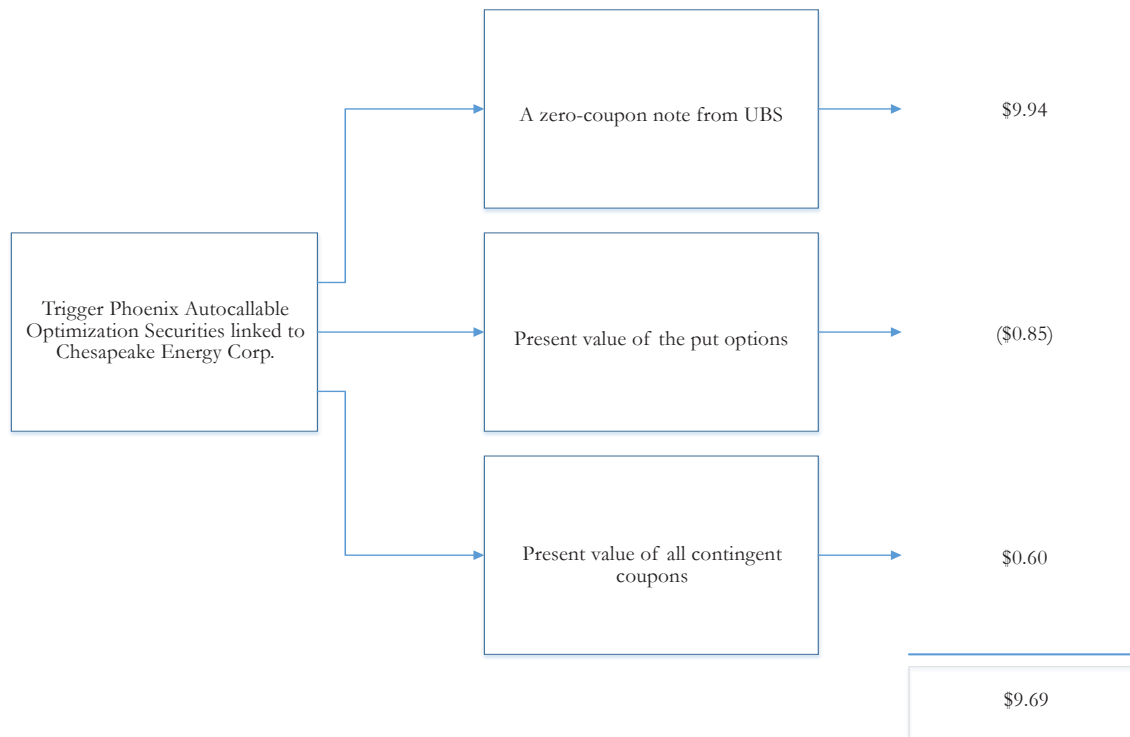 A zero-coupon note from UBS
$9.94
Trigger Phoenix Autocallable
Optimization Securities linked to
Chesapeake Energy Corp.
Present value of the put options
($0.85)
Present value of all contingent
coupons
$0.60
$9.69